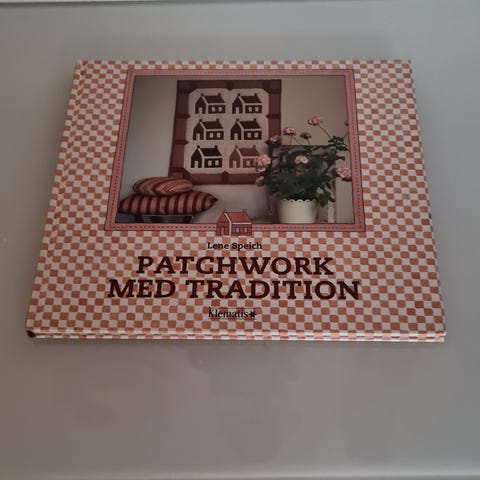 Lene Speich
PATCHWORK
MED TRADITION
Klematis